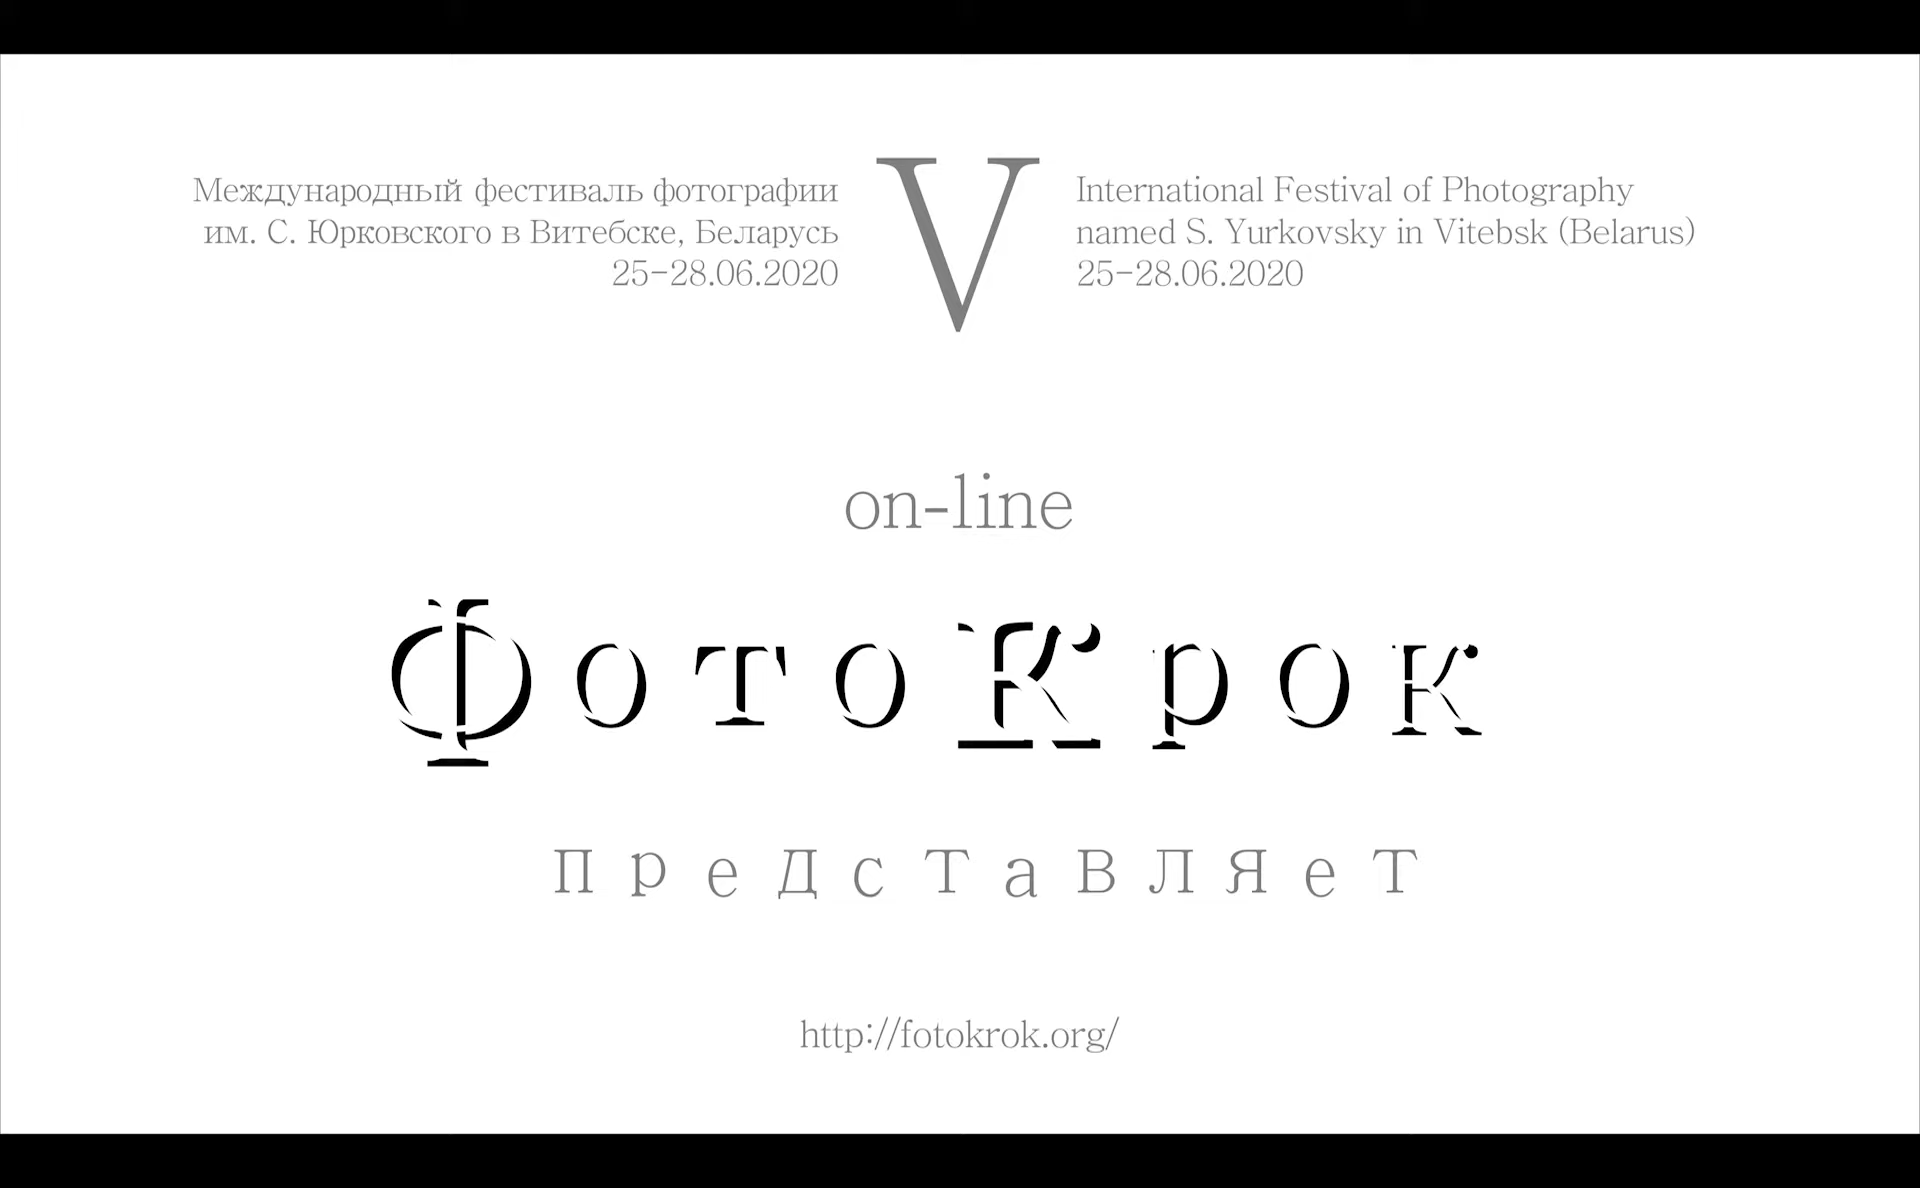 Международный фестиваль фотографии
им. С. Юрковского в Витебске, Беларусь
25-28.06.2020
V
International Festival of Photography
named S. Yurkovsky in Vitebsk (Belarus)
25-28.06.2020
on-line
ФотоКрок
преДсТаВЛЯеТ
http://fotokrok.org/